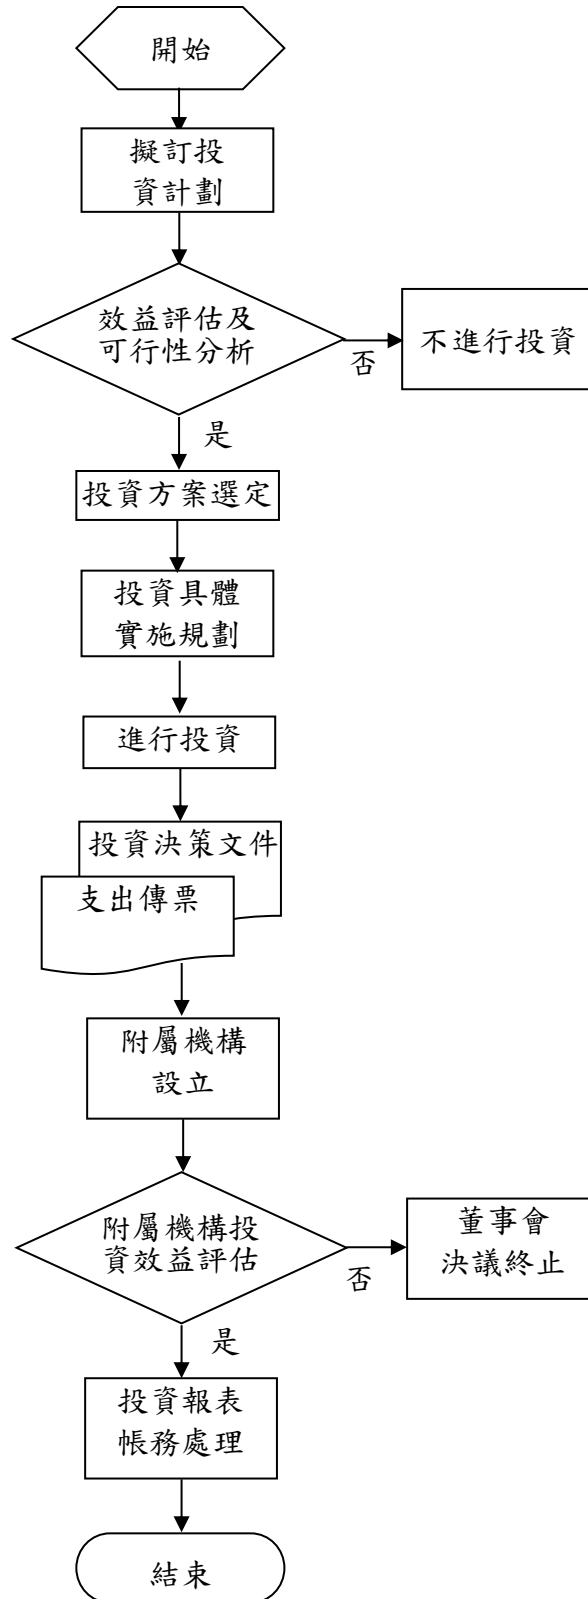 開始
擬訂投
資計劃
效益評估及
可行性分析
否
不進行投資
是
投資方案選定
投資具體
實施規劃
進行投資
投資決策文件
支出傳票
附屬機構
設立
附屬機構投
資效益評估
否
董事會
決議終止
是
投資報表
帳務處理
結束